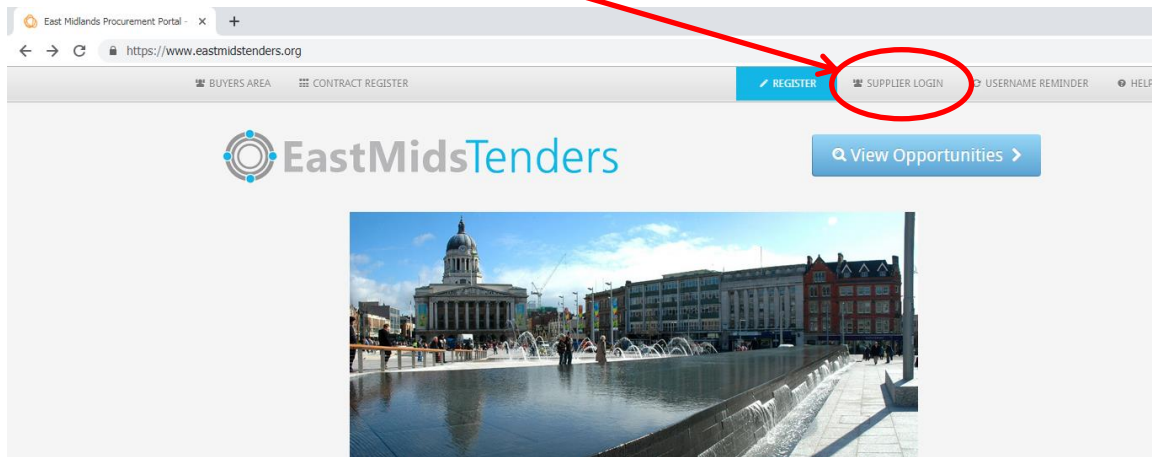 East Midlands Procurement Portal -
https://www.eastmidstenders.org
BUYERS AREA CONTRACT REGISTER REGISTER SUPPLIER LOGIN USERNAME REMINDER HELP
EastMidsTenders View Opportunities